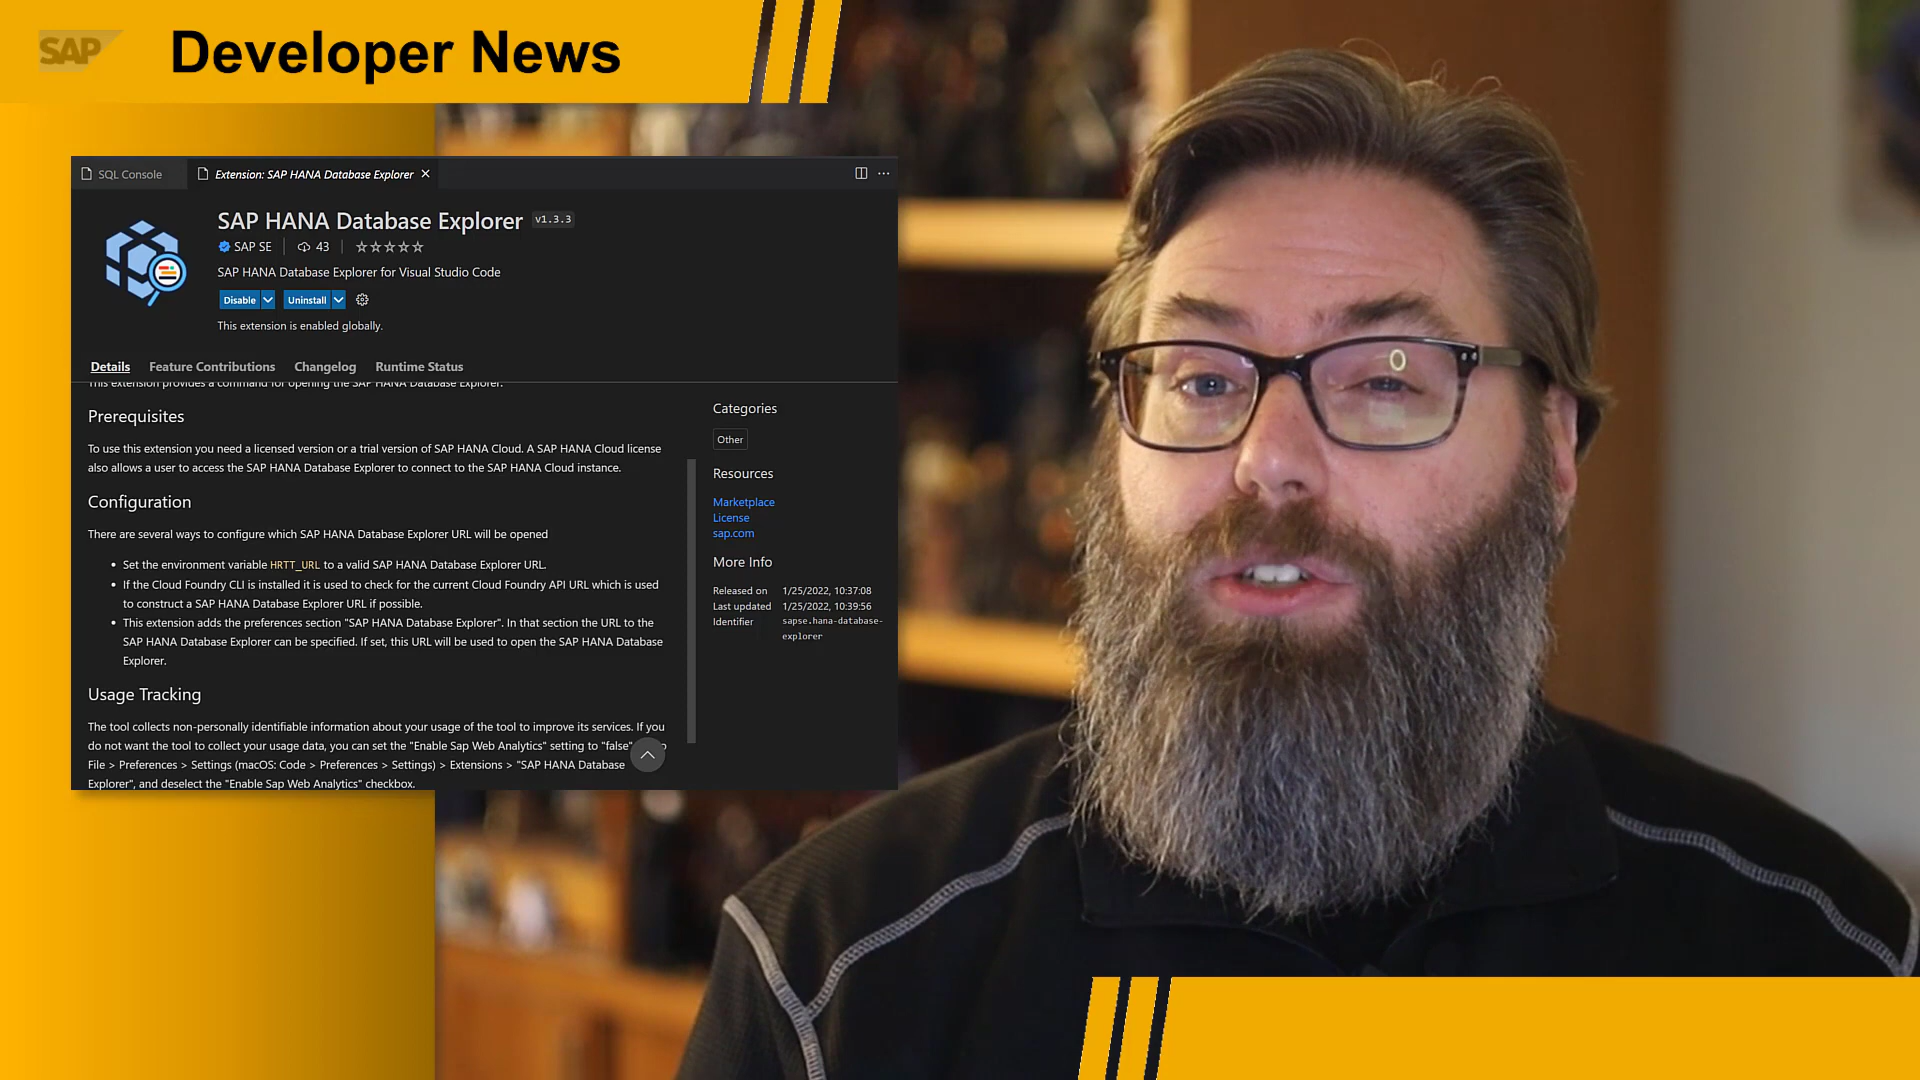 SAP
Developer News
SQL Console
Extension: SAP HANA Database Explorer
SAP HANA Database Explorer v1.3.3
SAP SE 43
SAP HANA Database Explorer for Visual Studio Code
Disable Uninstall
This extension is enabled globally.
Details Feature Contributions Changelog Runtime Status
This extension provides a command for opening the SAP HANA Database Explorer.
Prerequisites
To use this extension you need a licensed version or a trial version of SAP HANA Cloud. A SAP HANA Cloud license
also allows a user to access the SAP HANA Database Explorer to connect to the SAP HANA Cloud instance.
Configuration
There are several ways to configure which SAP HANA Database Explorer URL will be opened
• Set the environment variable HRTT_URL to a valid SAP HANA Database Explorer URL.
• If the Cloud Foundry CLI is installed it is used to check for the current Cloud Foundry API URL which is used
to construct a SAP HANA Database Explorer URL if possible.
• This extension adds the preferences section "SAP HANA Database Explorer". In that section the URL to the
SAP HANA Database Explorer can be specified. If set, this URL will be used to open the SAP HANA Database
Explorer.
Usage Tracking
The tool collects non-personally identifiable information about your usage of the tool to improve its services. If you
do not want the tool to collect your usage data, you can set the "Enable Sap Web Analytics" setting to "false"
File > Preferences > Settings (macOS: Code > Preferences > Settings) > Extensions > "SAP HANA Database
Explorer", and deselect the "Enable Sap Web Analytics" checkbox.
Categories
Other
Resources
Marketplace
License
sap.com
More Info
Released on 1/25/2022, 10:37:08
Last updated 1/25/2022, 10:39:56
Identifier sapse.hana-database-
explorer